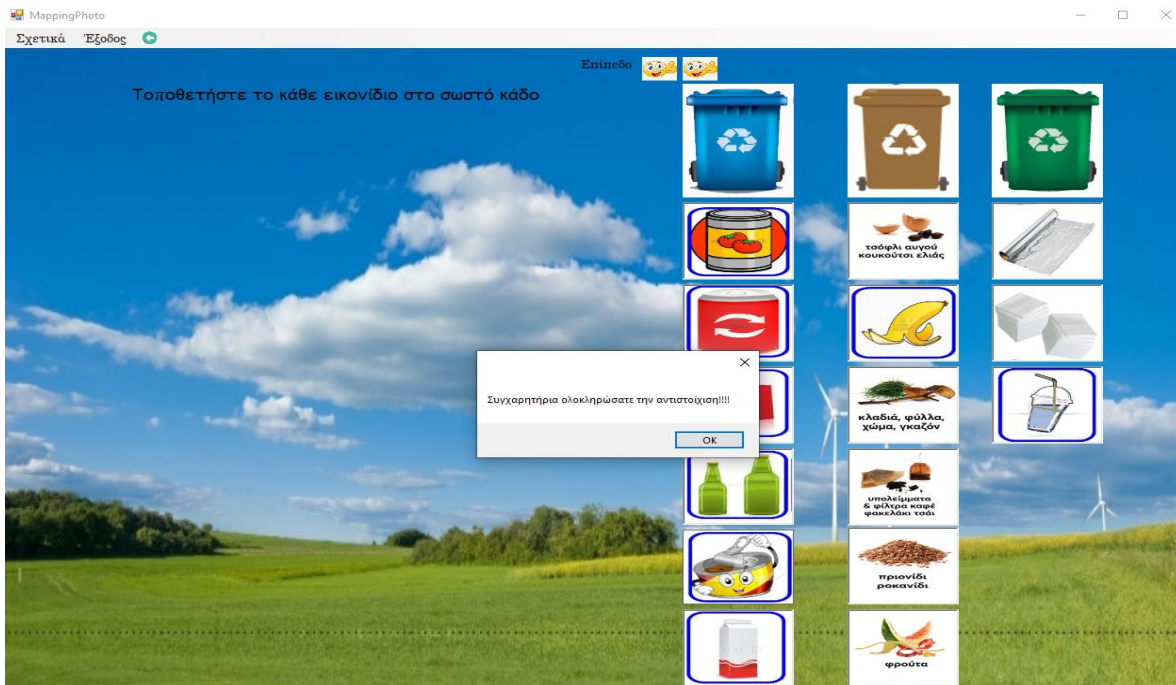 MappingPhoto
Σχετικά Έξοδος
Επίπεδο
Τοποθετήστε το κάθε εικονίδιο στο σωστό κάδο
τσόφλι αυγού
κουκούτσι ελιάς
Συγχαρητήρια ολοκληρώσατε την αντιστοίχιση!!!!
OK
κλαδιά, φύλλα,
χώμα, γκαζόν
υπολείμματα
& φίλτρα καφέ
φακελάκι τσάι
πριονίδι
ροκανίδι
φρούτα